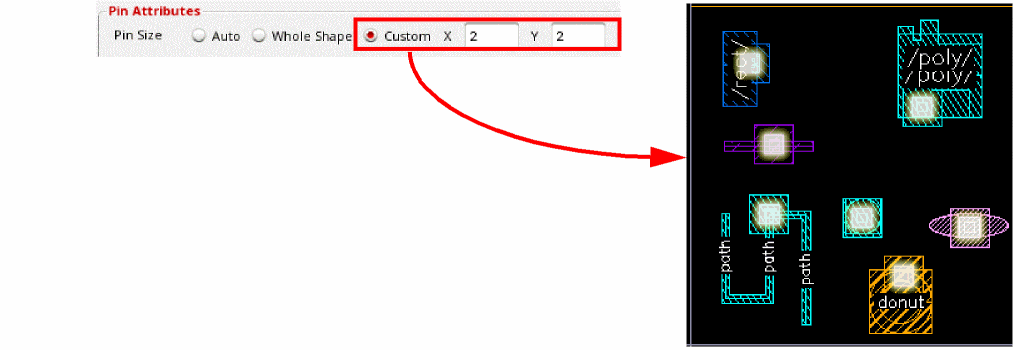 Pin Attributes
Pin Size Auto Whole Shape Custom X 2 Y 2
/rect/
/poly/
/poly/
path
path
path
donut